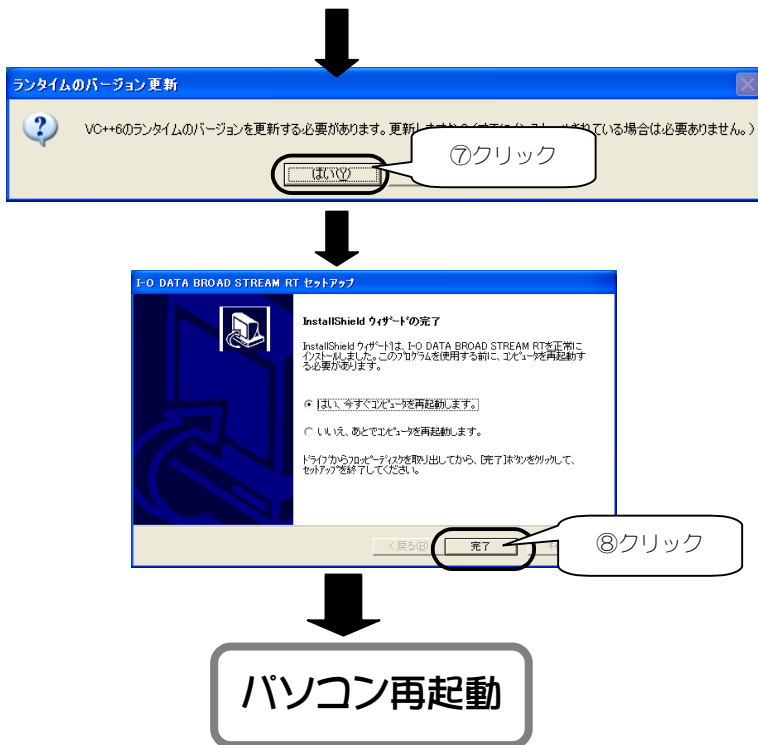 ランタイムのバージョン更新
VC++6のランタイムのバージョンを更新する必要があります。更新しますか?(すでにインストールされている場合は必要ありません。)
⑦クリック
はい(Y)
I-O DATA BROAD STREAM RT セットアップ
InstallShield ウィザードの完了
InstallShield ウィザードは、I-O DATA BROAD STREAM RTを正常に
インストールしました。このプログラムを使用する前に、コンピュータを再起動す
る必要があります。
はい、今すぐコンピュータを再起動します。
いいえ、あとでコンピュータを再起動します。
ドライブからフロッピーディスクを取り出してから、[完了]ボタンをクリックして、
セットアップを終了してください。
< 戻る(B)
完了
⑧クリック
パソコン再起動